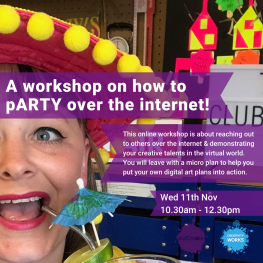 A workshop on how to
pARTY over the internet!
CLUB
This online workshop is about reaching out
to others over the internet & demonstrating
your creative talents in the virtual world.
You will leave with a micro plan to help you
put your own digital art plans into action.
Wed 11th Nov
10.30am - 12.30pm
WORKS